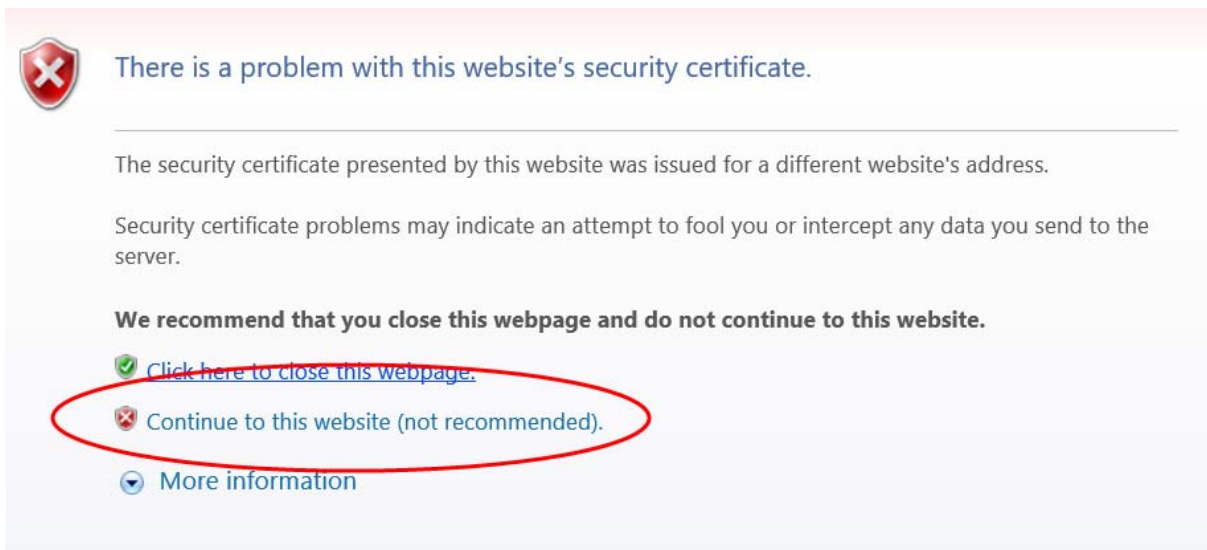 There is a problem with this website’s security certificate.
The security certificate presented by this website was issued for a different website's address.
Security certificate problems may indicate an attempt to fool you or intercept any data you send to the
server.
We recommend that you close this webpage and do not continue to this website.
Click here to close this webpage.
Continue to this website (not recommended).
More information